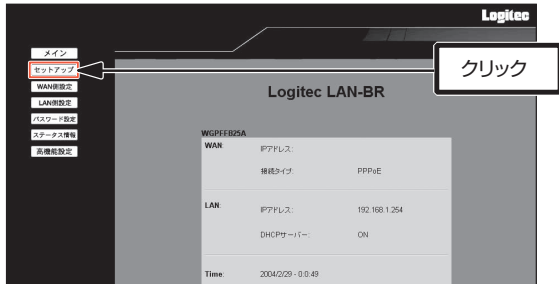 Logitec
メイン
セットアップ
WAN側設定
LAN側設定
パスワード設定
ステータス情報
高機能設定
クリック
Logitec LAN-BR
WGPFFB25A
WAN: IPアドレス:
接続タイプ: PPPoE
LAN: IPアドレス: 192.168.1.254
DHCPサーバー: ON
Time: 2004/2/29 - 0:0:49